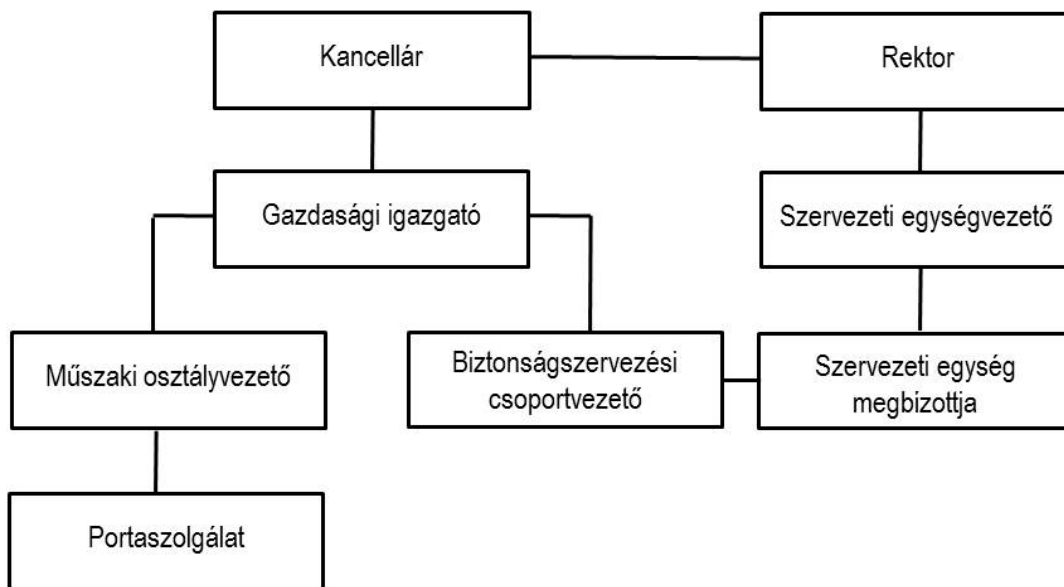 Kancellár
Rektor
Gazdasági igazgató
Szervezeti egységvezető
Műszaki osztályvezető
Biztonságszervezési
csoportvezető
Szervezeti egység
megbizottja
Portaszolgálat